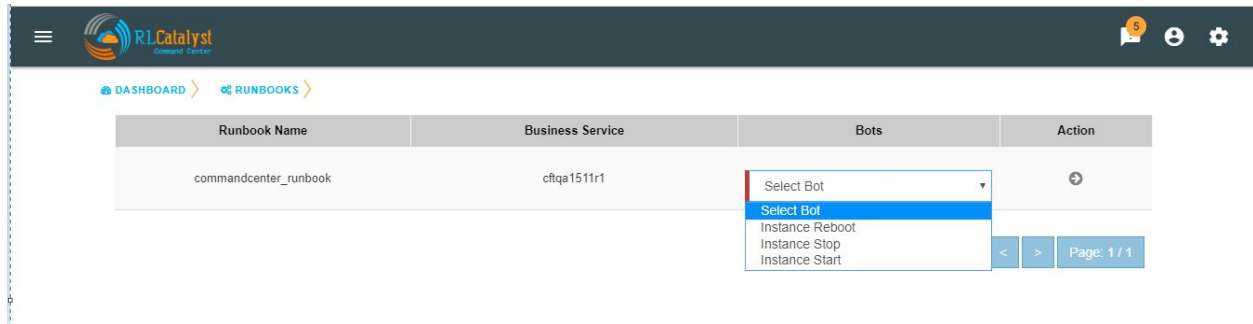 RLCatalyst
Command Center
5
DASHBOARD RUNBOOKS
Runbook Name Business Service Bots Action
commandcenter_runbook cftqa1511r1 Select Bot
Select Bot
Instance Reboot
Instance Stop
Instance Start
< > Page: 1 / 1